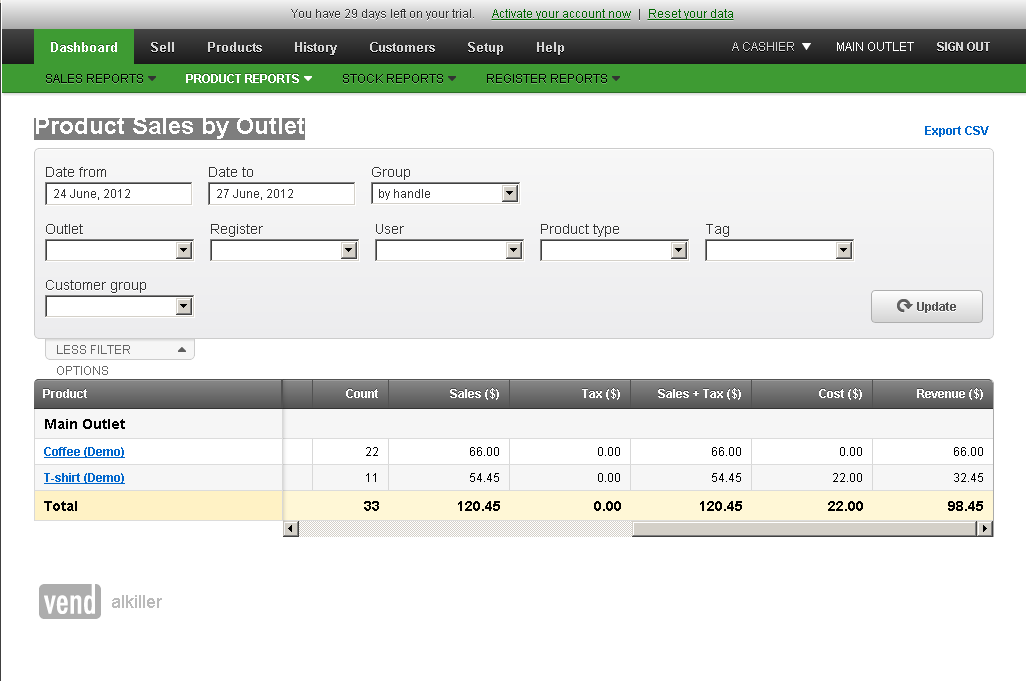 You have 29 days left on your trial. Activate your account now | Reset your data
Dashboard Sell Products History Customers Setup Help A CASHIER ▼ MAIN OUTLET SIGN OUT
SALES REPORTS PRODUCT REPORTS STOCK REPORTS REGISTER REPORTS
Product Sales by Outlet
Export CSV
Date from Date to Group
24 June, 2012 27 June, 2012 by handle
Outlet Register User Product type Tag
Customer group
Update
LESS FILTER
OPTIONS
Product Count Sales ($) Tax ($) Sales + Tax ($) Cost ($) Revenue ($)
Main Outlet
Coffee (Demo) 22 66.00 0.00 66.00 0.00 66.00
T-shirt (Demo) 11 54.45 0.00 54.45 22.00 32.45
Total 33 120.45 0.00 120.45 22.00 98.45
vend alkiller